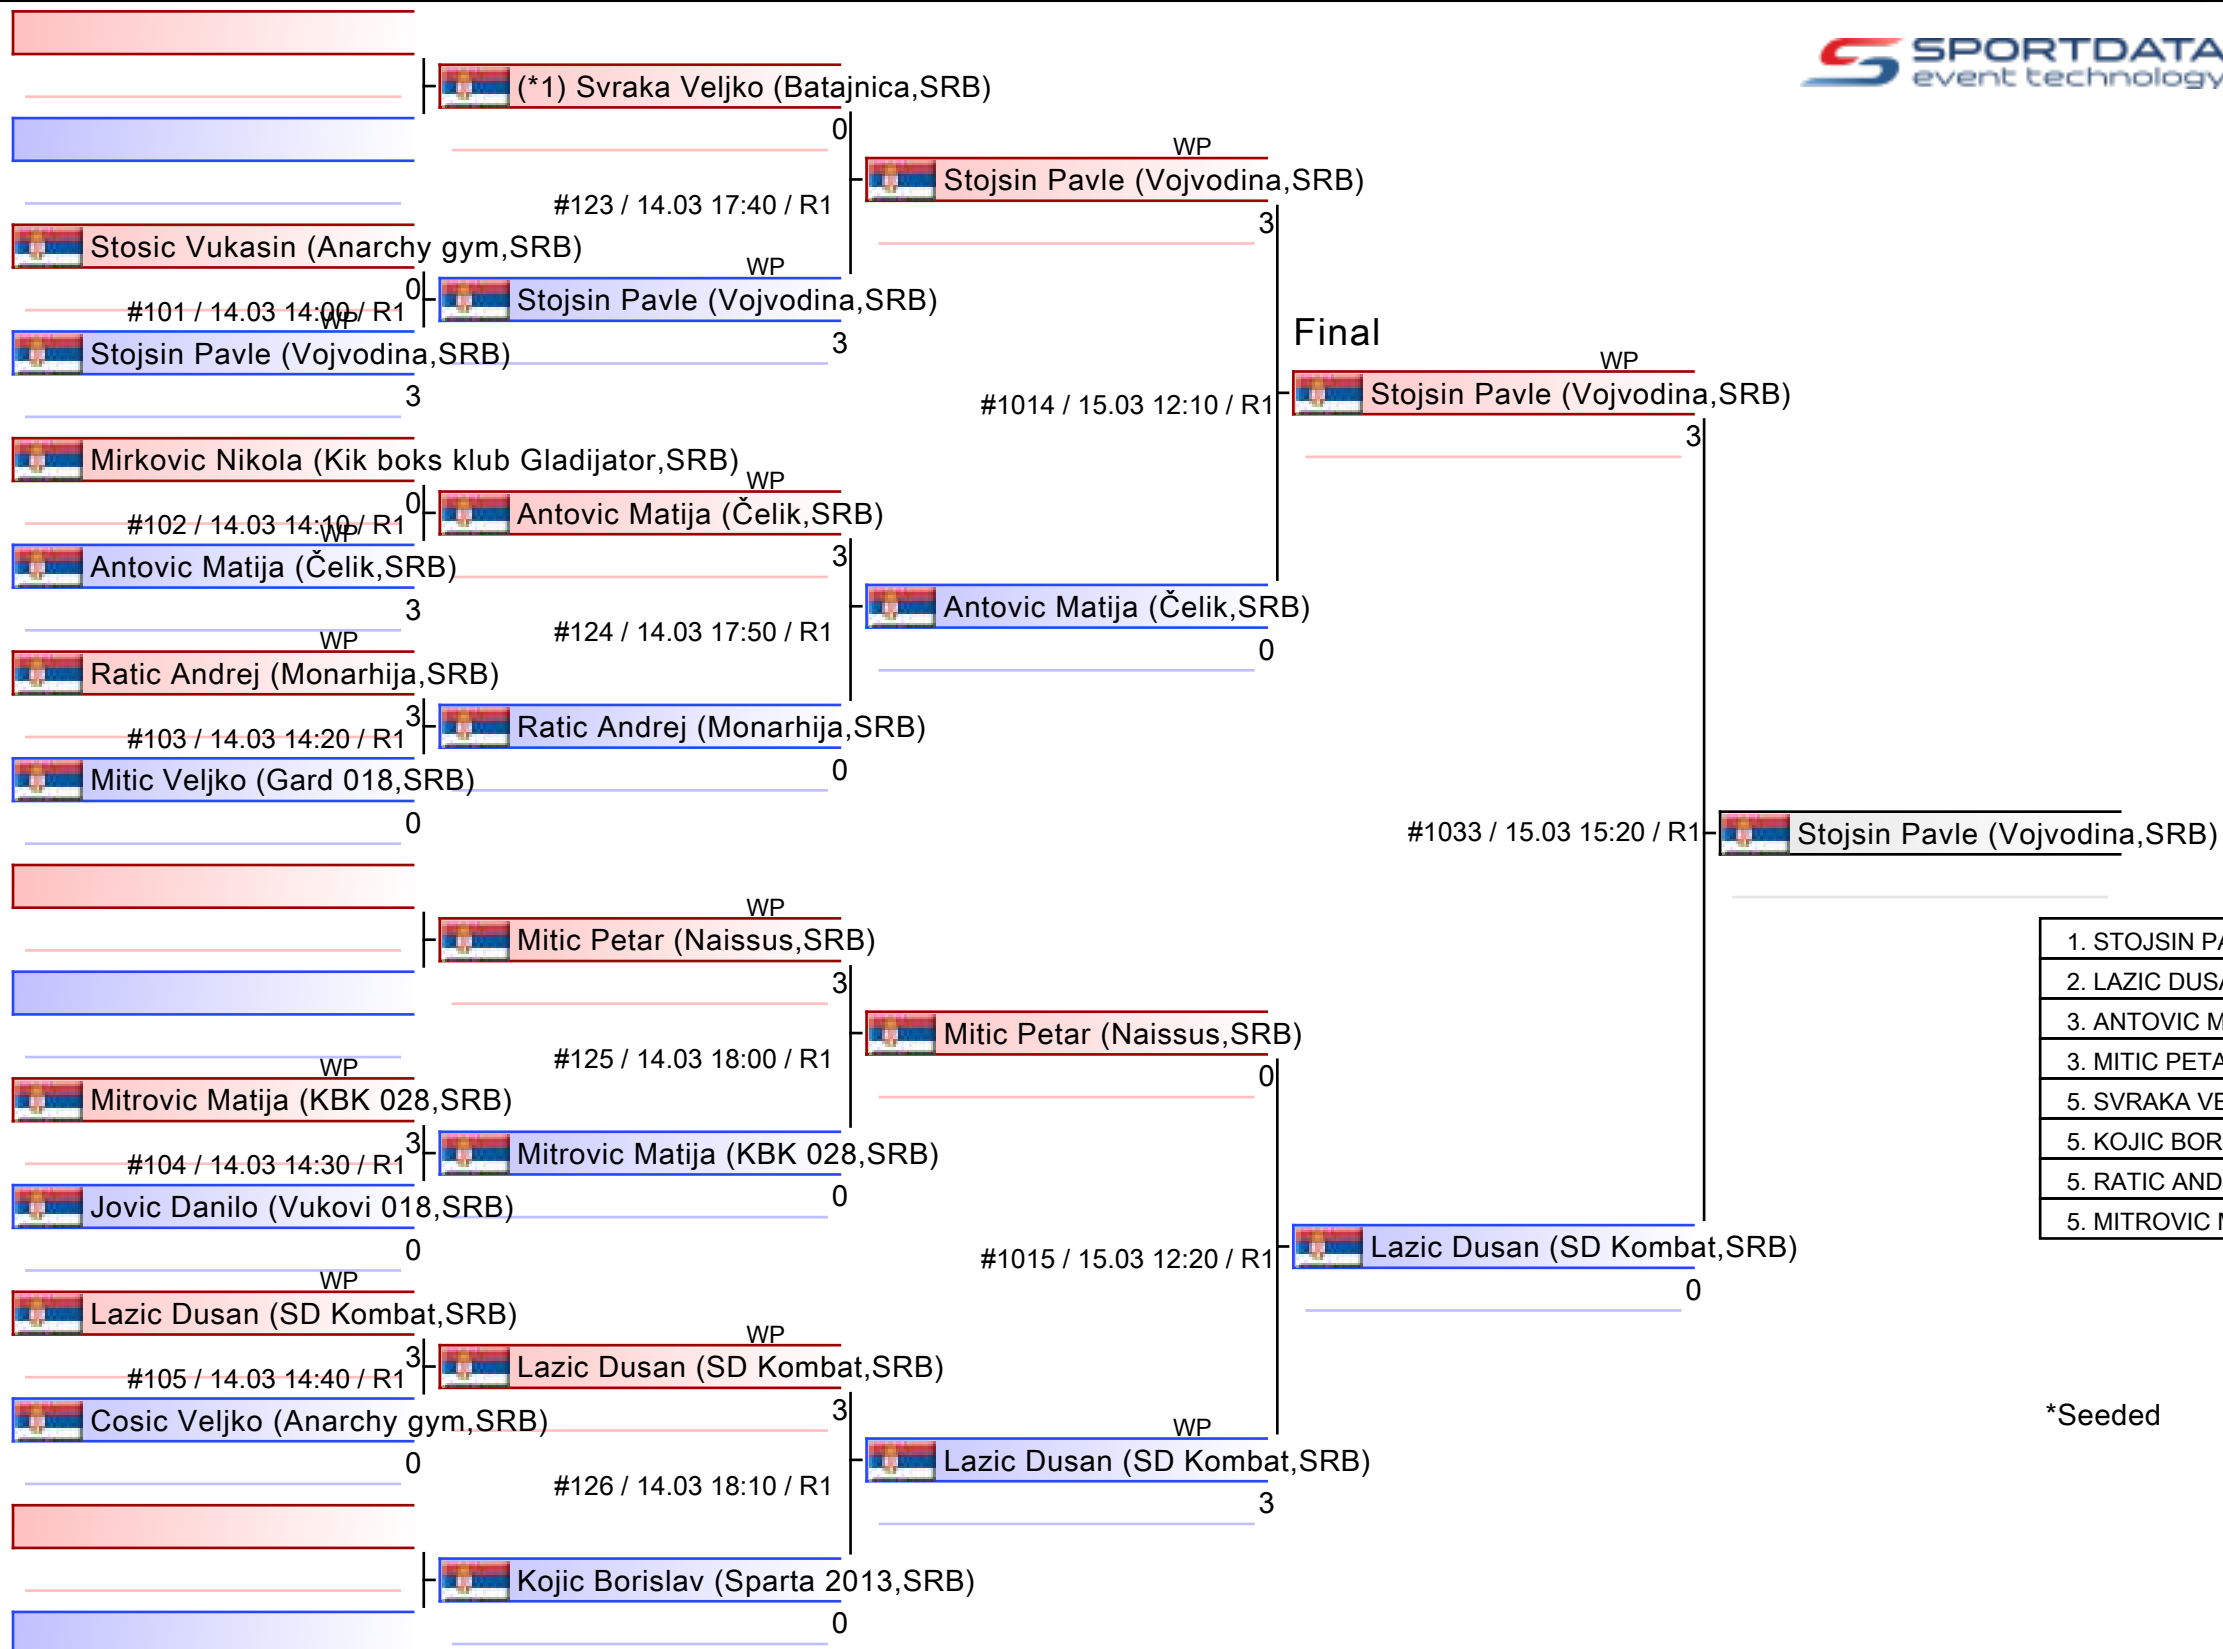 SPORTDATA
event technology
(*1) Svraka Veljko (Batajnica,SRB)
0
#123 / 14.03 17:40 / R1
WP
Stojsin Pavle (Vojvodina,SRB)
3
Stosic Vukasin (Anarchy gym,SRB)
0
#101 / 14.03 14:00 / R1
WP
Stojsin Pavle (Vojvodina,SRB)
3
WP
Stojsin Pavle (Vojvodina,SRB)
3
Final
WP
Stojsin Pavle (Vojvodina,SRB)
3
#1014 / 15.03 12:10 / R1
Mirkovic Nikola (Kik boks klub Gladijator,SRB)
0
#102 / 14.03 14:10 / R1
WP
Antovic Matija (Čelik,SRB)
3
WP
Antovic Matija (Čelik,SRB)
3
#124 / 14.03 17:50 / R1
Antovic Matija (Čelik,SRB)
0
WP
Ratic Andrej (Monarhija,SRB)
3
#103 / 14.03 14:20 / R1
Mitic Veljko (Gard 018,SRB)
0
Ratic Andrej (Monarhija,SRB)
0
#1033 / 15.03 15:20 / R1
Stojsin Pavle (Vojvodina,SRB)
WP
Mitic Petar (Naissus,SRB)
3
#125 / 14.03 18:00 / R1
Mitic Petar (Naissus,SRB)
0
WP
Mitrovic Matija (KBK 028,SRB)
3
#104 / 14.03 14:30 / R1
Jovic Danilo (Vukovi 018,SRB)
0
Mitrovic Matija (KBK 028,SRB)
0
#1015 / 15.03 12:20 / R1
Lazic Dusan (SD Kombat,SRB)
0
WP
Lazic Dusan (SD Kombat,SRB)
3
#105 / 14.03 14:40 / R1
Cosic Veljko (Anarchy gym,SRB)
0
WP
Lazic Dusan (SD Kombat,SRB)
3
#126 / 14.03 18:10 / R1
WP
Lazic Dusan (SD Kombat,SRB)
3
Kojic Borislav (Sparta 2013,SRB)
0
1. STOJSIN PA
2. LAZIC DUSA
3. ANTOVIC M
3. MITIC PETA
5. SVRAKA VE
5. KOJIC BOR
5. RATIC AND
5. MITROVIC M
*Seeded